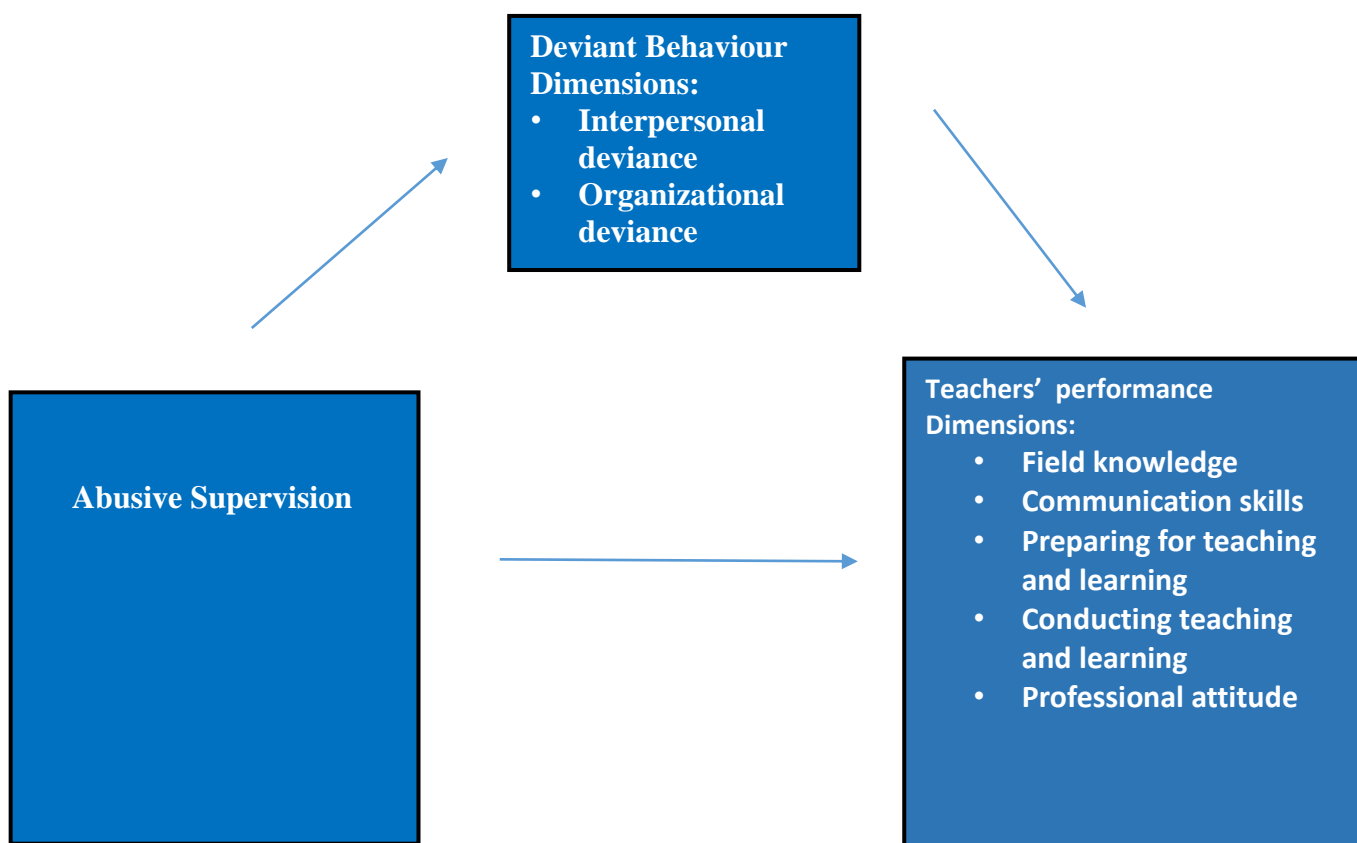 Deviant Behaviour
Dimensions:
• Interpersonal
deviance
• Organizational
deviance
Abusive Supervision
Teachers’ performance
Dimensions:
• Field knowledge
• Communication skills
• Preparing for teaching
and learning
• Conducting teaching
and learning
• Professional attitude